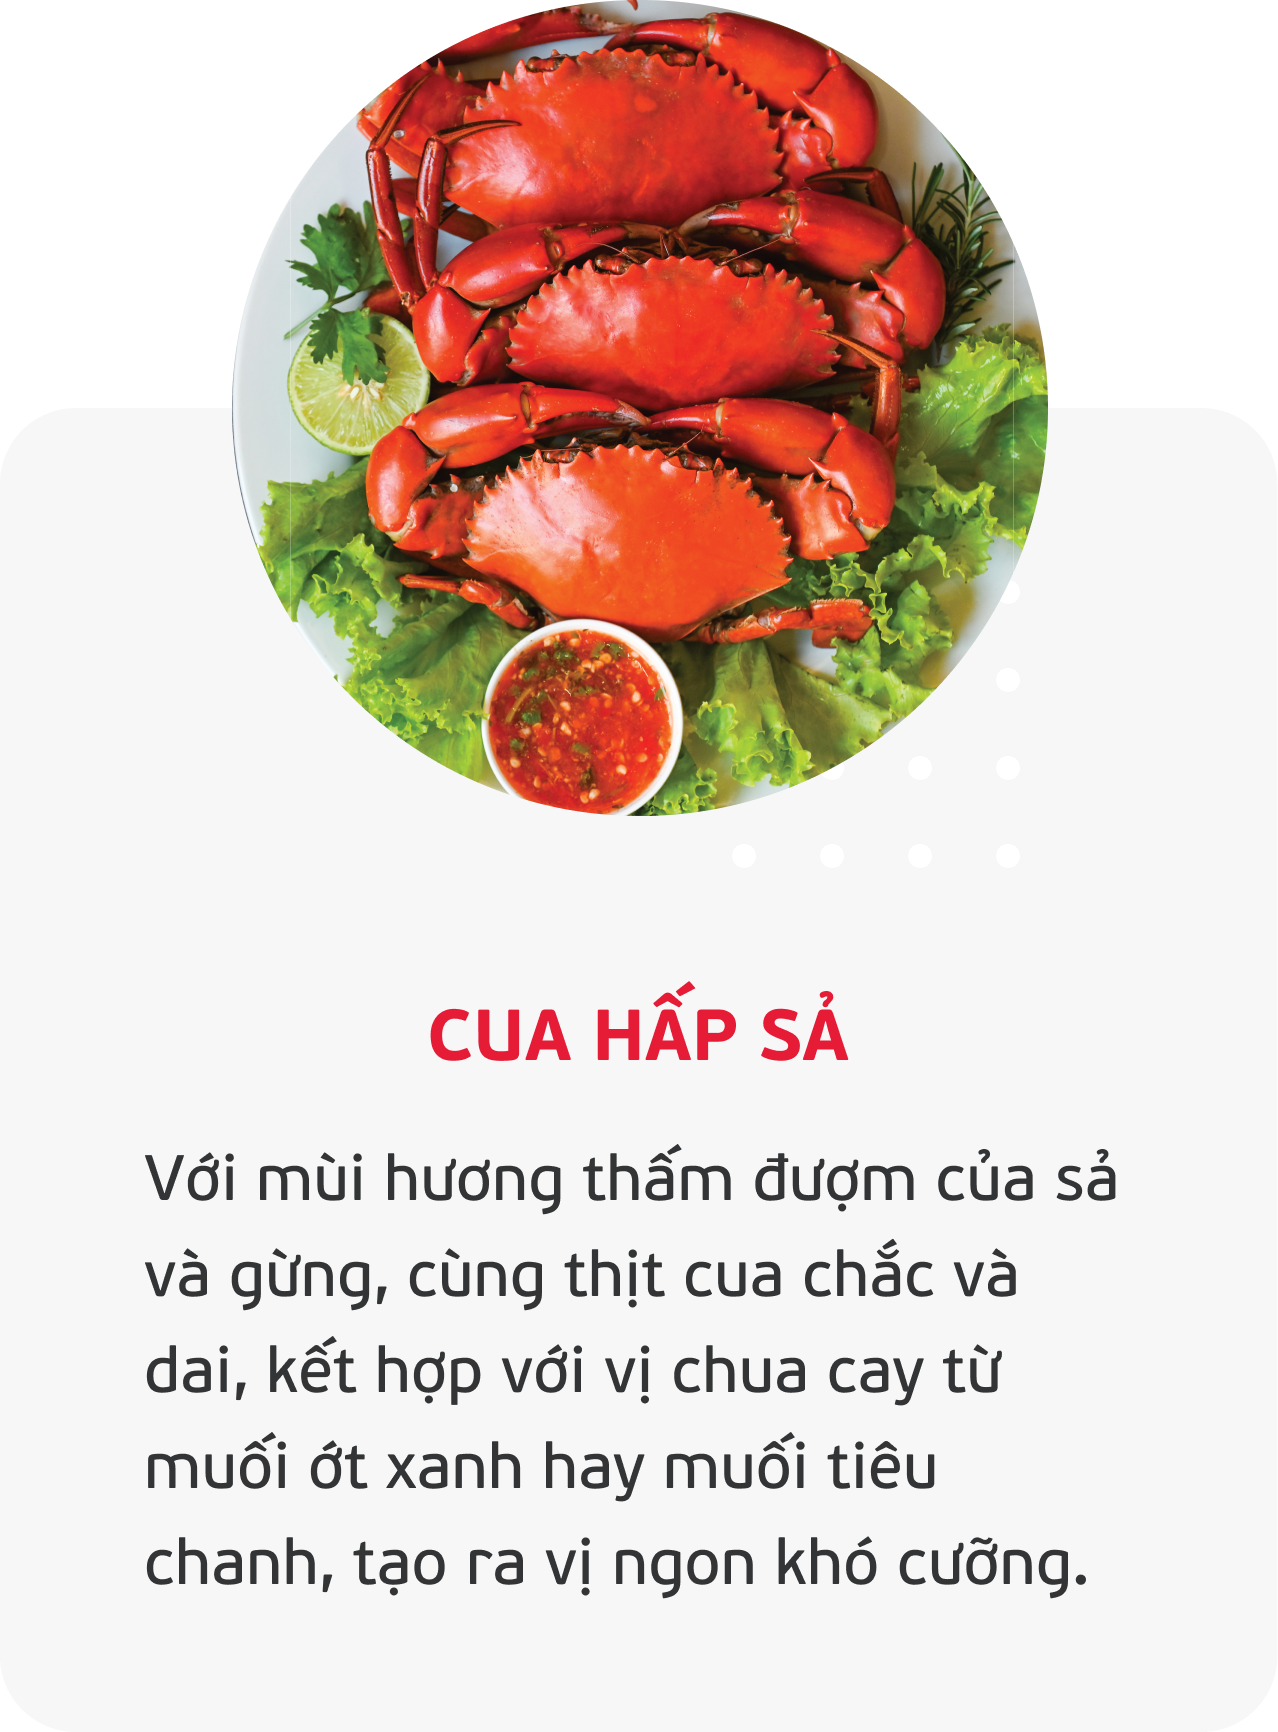 CUA HẤP SẢ
Với mùi hương thấm đượm của sả
và gừng, cùng thịt cua chắc và
dai, kết hợp với vị chua cay từ
muối ớt xanh hay muối tiêu
chanh, tạo ra vị ngon khó cưỡng.